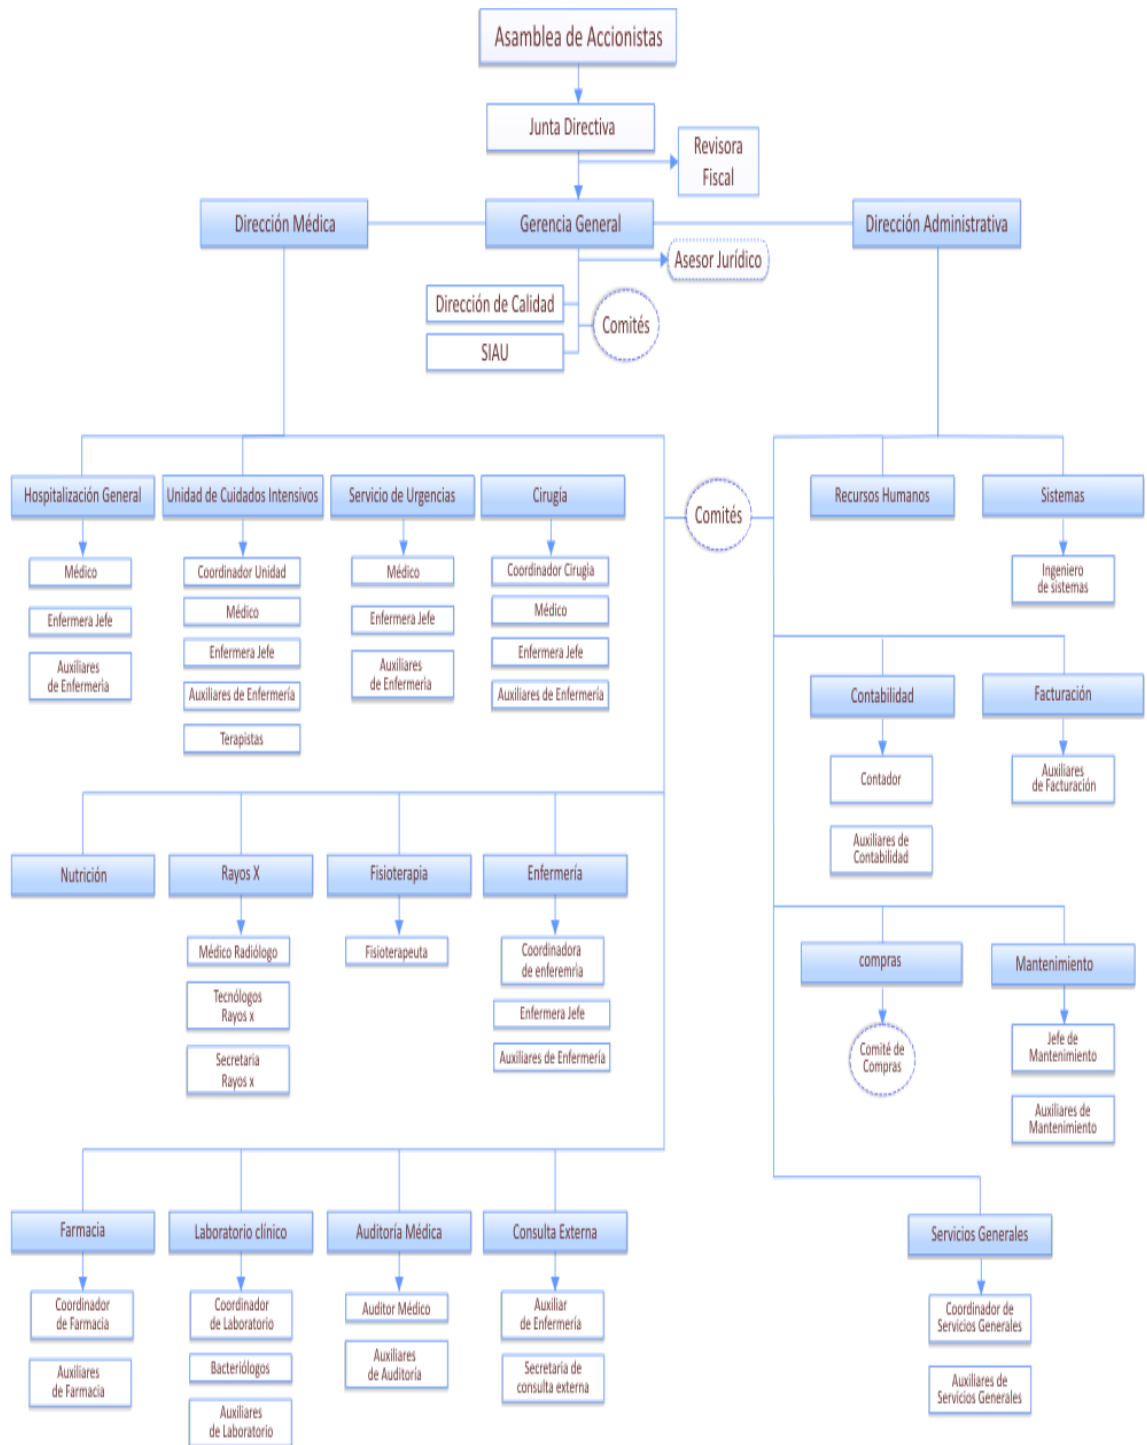 Asamblea de Accionistas
Junta Directiva
Revisora
Fiscal
Dirección Médica
Gerencia General
Dirección Administrativa
Asesor Jurídico
Dirección de Calidad
Comités
SIAU
Hospitalización General
Unidad de Cuidados Intensivos
Servicio de Urgencias
Cirugía
Comités
Recursos Humanos
Sistemas
Médico
Enfermera Jefe
Auxiliares
de Enfermeria
Coordinador Unidad
Médico
Enfermera Jefe
Auxiliares de Enfermería
Terapistas
Médico
Enfermera Jefe
Auxiliares
de Enfermeria
Coordinador Cirugia
Médico
Enfermera Jefe
Auxiliares de Enfermería
Ingeniero
de sistemas
Contabilidad
Facturación
Contador
Auxiliares de
Contabilidad
Auxiliares
de Facturación
Nutrición
Rayos X
Fisioterapia
Enfermería
Médico Radiólogo
Tecnólogos
Rayos x
Secretaria
Rayos x
Fisioterapeuta
Coordinadora
de enferemria
Enfermera Jefe
Auxiliares de Enfermería
compras
Mantenimiento
Comité de
Compras
Jefe de
Mantenimiento
Auxiliares de
Mantenimiento
Farmacia
Laboratorio clínico
Auditoría Médica
Consulta Externa
Servicios Generales
Coordinador
de Farmacia
Auxiliares
de Farmacia
Coordinador
de Laboratorio
Bacteriólogos
Auxiliares
de Laboratorio
Auditor Médico
Auxiliares
de Auditoría
Auxiliar
de Enfermería
Secretaria de
consulta externa
Coordinador de
Servicios Generales
Auxiliares de
Servicios Generales